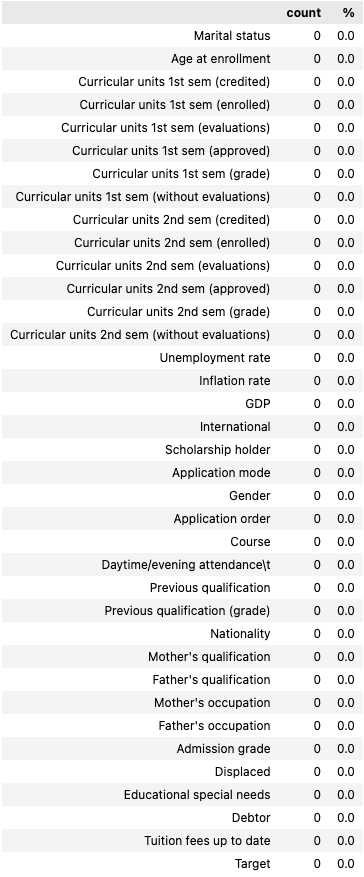 count %
Marital status 0 0.0
Age at enrollment 0 0.0
Curricular units 1st sem (credited) 0 0.0
Curricular units 1st sem (enrolled) 0 0.0
Curricular units 1st sem (evaluations) 0 0.0
Curricular units 1st sem (approved) 0 0.0
Curricular units 1st sem (grade) 0 0.0
Curricular units 1st sem (without evaluations) 0 0.0
Curricular units 2nd sem (credited) 0 0.0
Curricular units 2nd sem (enrolled) 0 0.0
Curricular units 2nd sem (evaluations) 0 0.0
Curricular units 2nd sem (approved) 0 0.0
Curricular units 2nd sem (grade) 0 0.0
Curricular units 2nd sem (without evaluations) 0 0.0
Unemployment rate 0 0.0
Inflation rate 0 0.0
GDP 0 0.0
International 0 0.0
Scholarship holder 0 0.0
Application mode 0 0.0
Gender 0 0.0
Application order 0 0.0
Course 0 0.0
Daytime/evening attendance\t 0 0.0
Previous qualification 0 0.0
Previous qualification (grade) 0 0.0
Nationality 0 0.0
Mother's qualification 0 0.0
Father's qualification 0 0.0
Mother's occupation 0 0.0
Father's occupation 0 0.0
Admission grade 0 0.0
Displaced 0 0.0
Educational special needs 0 0.0
Debtor 0 0.0
Tuition fees up to date 0 0.0
Target 0 0.0